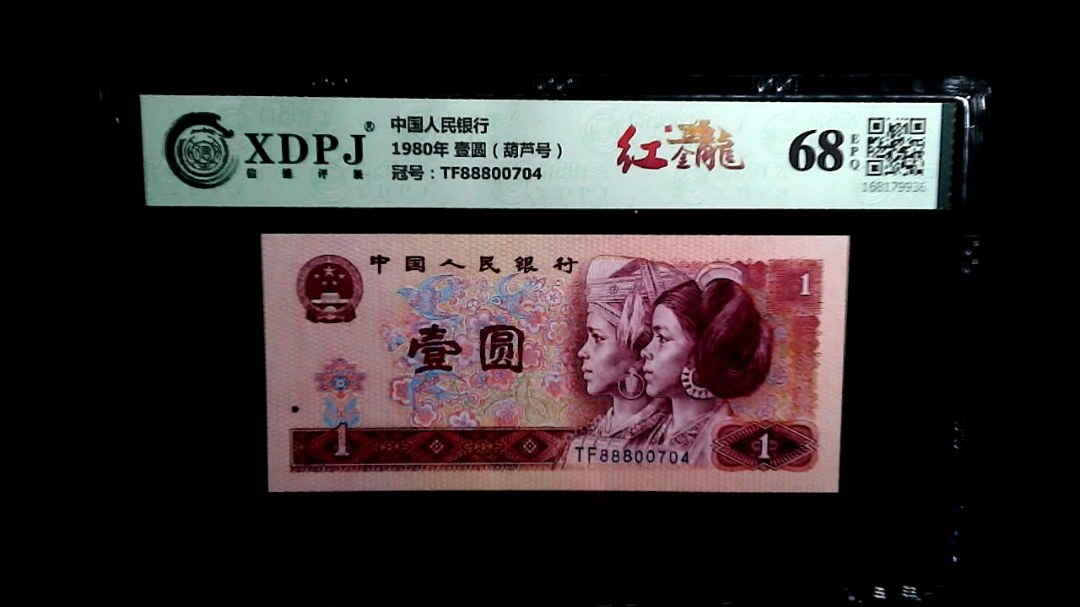 XDPJ®
信德评级
中国人民银行
1980年 壹圆（葫芦号）
冠号：TF88800704
红金龍
68
EPQ
168179936
中国人民银行
1
壹圆
1
1
TF88800704